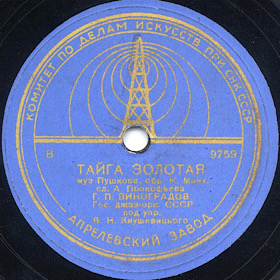 КОМИТЕТ ПО ДЕЛАМ ИСКУССТВ ПРИ СНК СССР
В 9759
ТАЙГА ЗОЛОТАЯ
муз Пушкова, обр. Н. Минх.
сл. А. Прокофьева
Г. П. ВИНОГРАДОВ
Гос. джаз-орк. СССР
под упр.
В. Н. Кнушевицкого
АПРЕЛЕВСКИЙ ЗАВОД